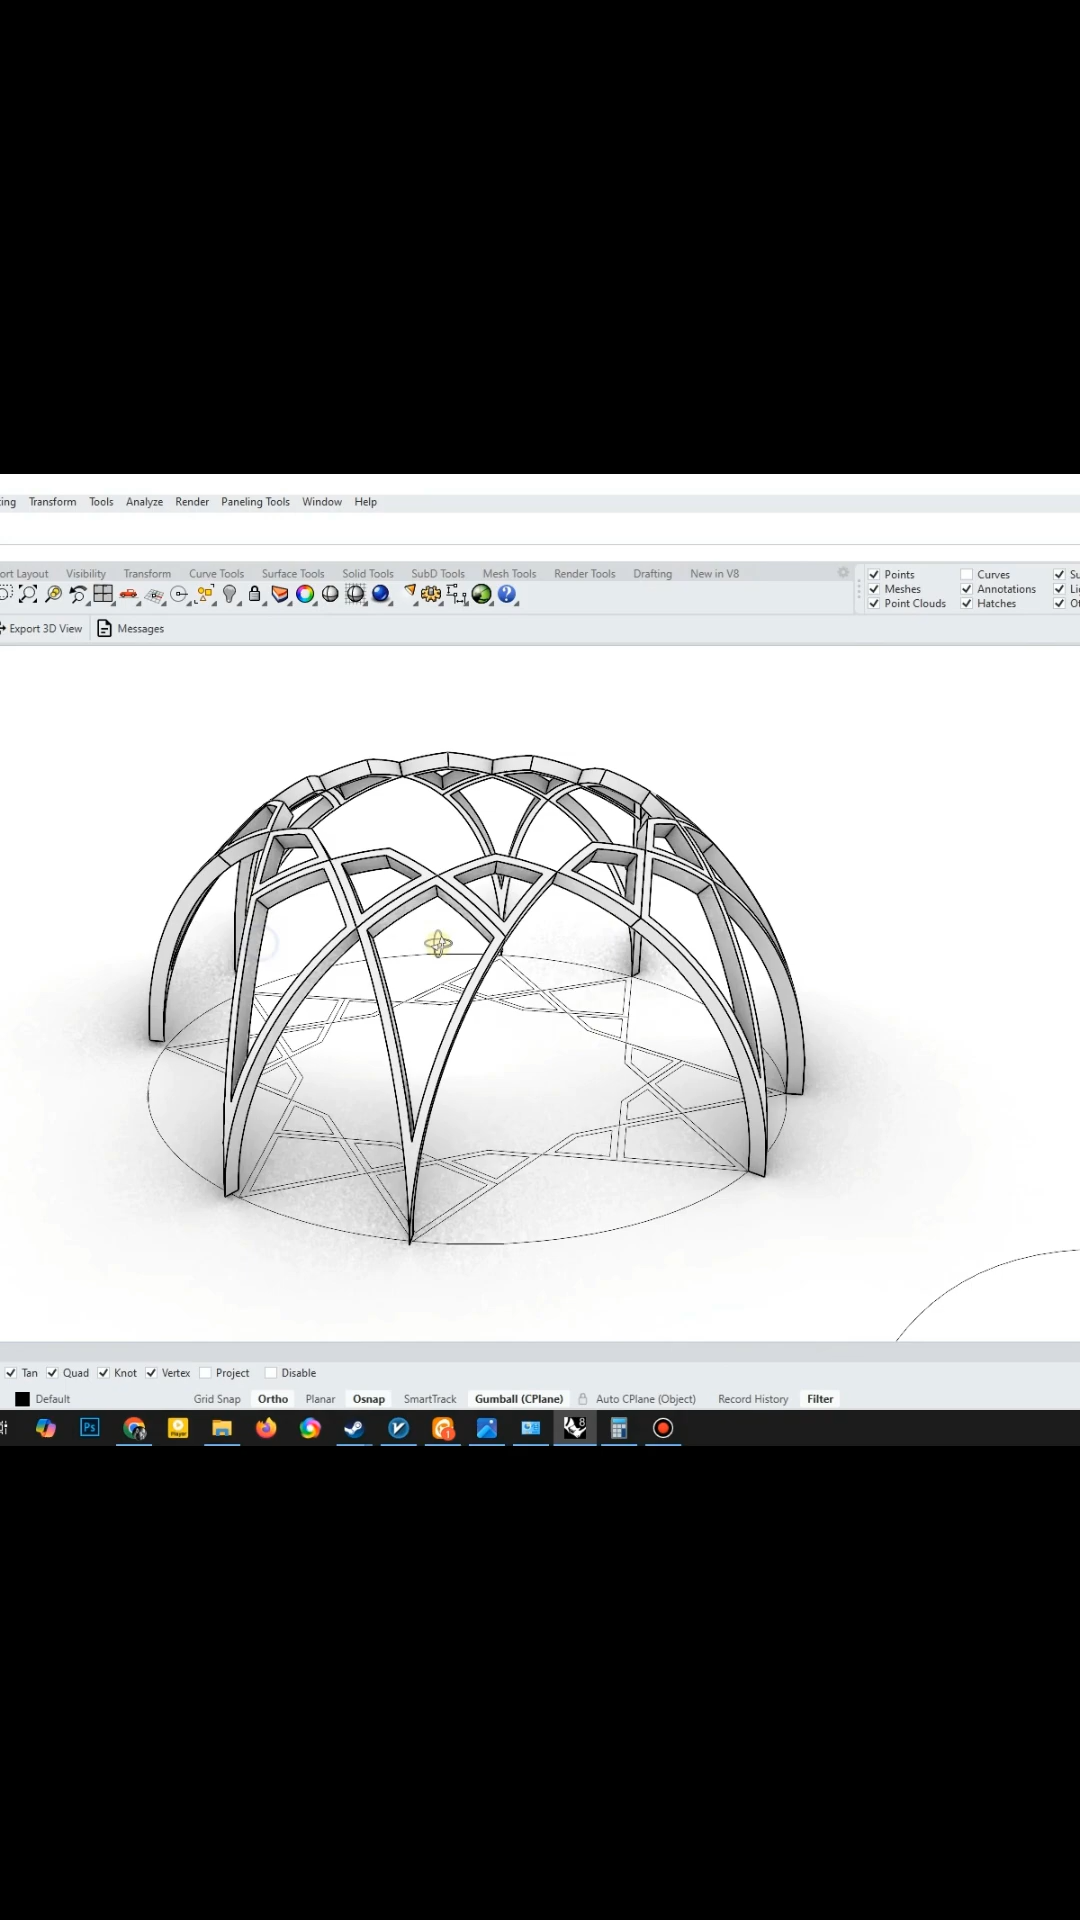 Transform Tools Analyze Render Paneling Tools Window Help
Layout Visibility Transform Curve Tools Surface Tools Solid Tools SubD Tools Mesh Tools Render Tools Drafting New in V8
Points Curves
Meshes Annotations
Point Clouds Hatches
Export 3D View Messages
Tan Quad Knot Vertex Project Disable
Default Grid Snap Ortho Planar Osnap SmartTrack Gumball (CPlane) Auto CPlane (Object) Record History Filter
Ps Player 8